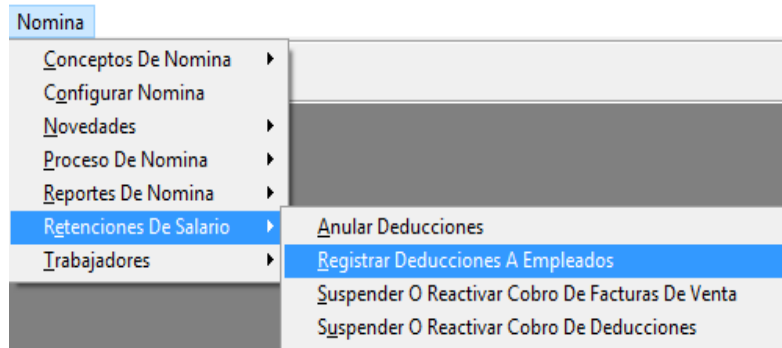 Nomina
Conceptos De Nomina
Configurar Nomina
Novedades
Proceso De Nomina
Reportes De Nomina
Retenciones De Salario
Trabajadores
Anular Deducciones
Registrar Deducciones A Empleados
Suspender O Reactivar Cobro De Facturas De Venta
Suspender O Reactivar Cobro De Deducciones